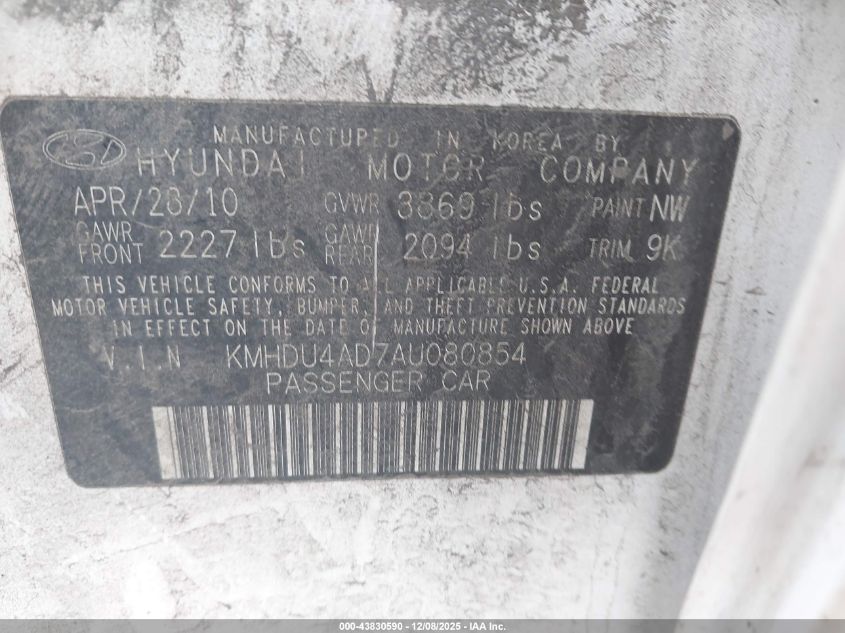 MANUFACTURED IN KOREA BY
HYUNDAI MOTOR COMPANY
APR/28/10 GVWR 3869 lbs PAINT NW
GAWR FRONT 2227 lbs GAWR REAR 2094 lbs TRIM 9K
THIS VEHICLE CONFORMS TO ALL APPLICABLE U.S.A. FEDERAL
MOTOR VEHICLE SAFETY, BUMPER, AND THEFT PREVENTION STANDARDS
IN EFFECT ON THE DATE OF MANUFACTURE SHOWN ABOVE
V.I.N KMHDU4AD7AU080854
PASSENGER CAR
000-43830590 - 12/08/2025 - IAA Inc.